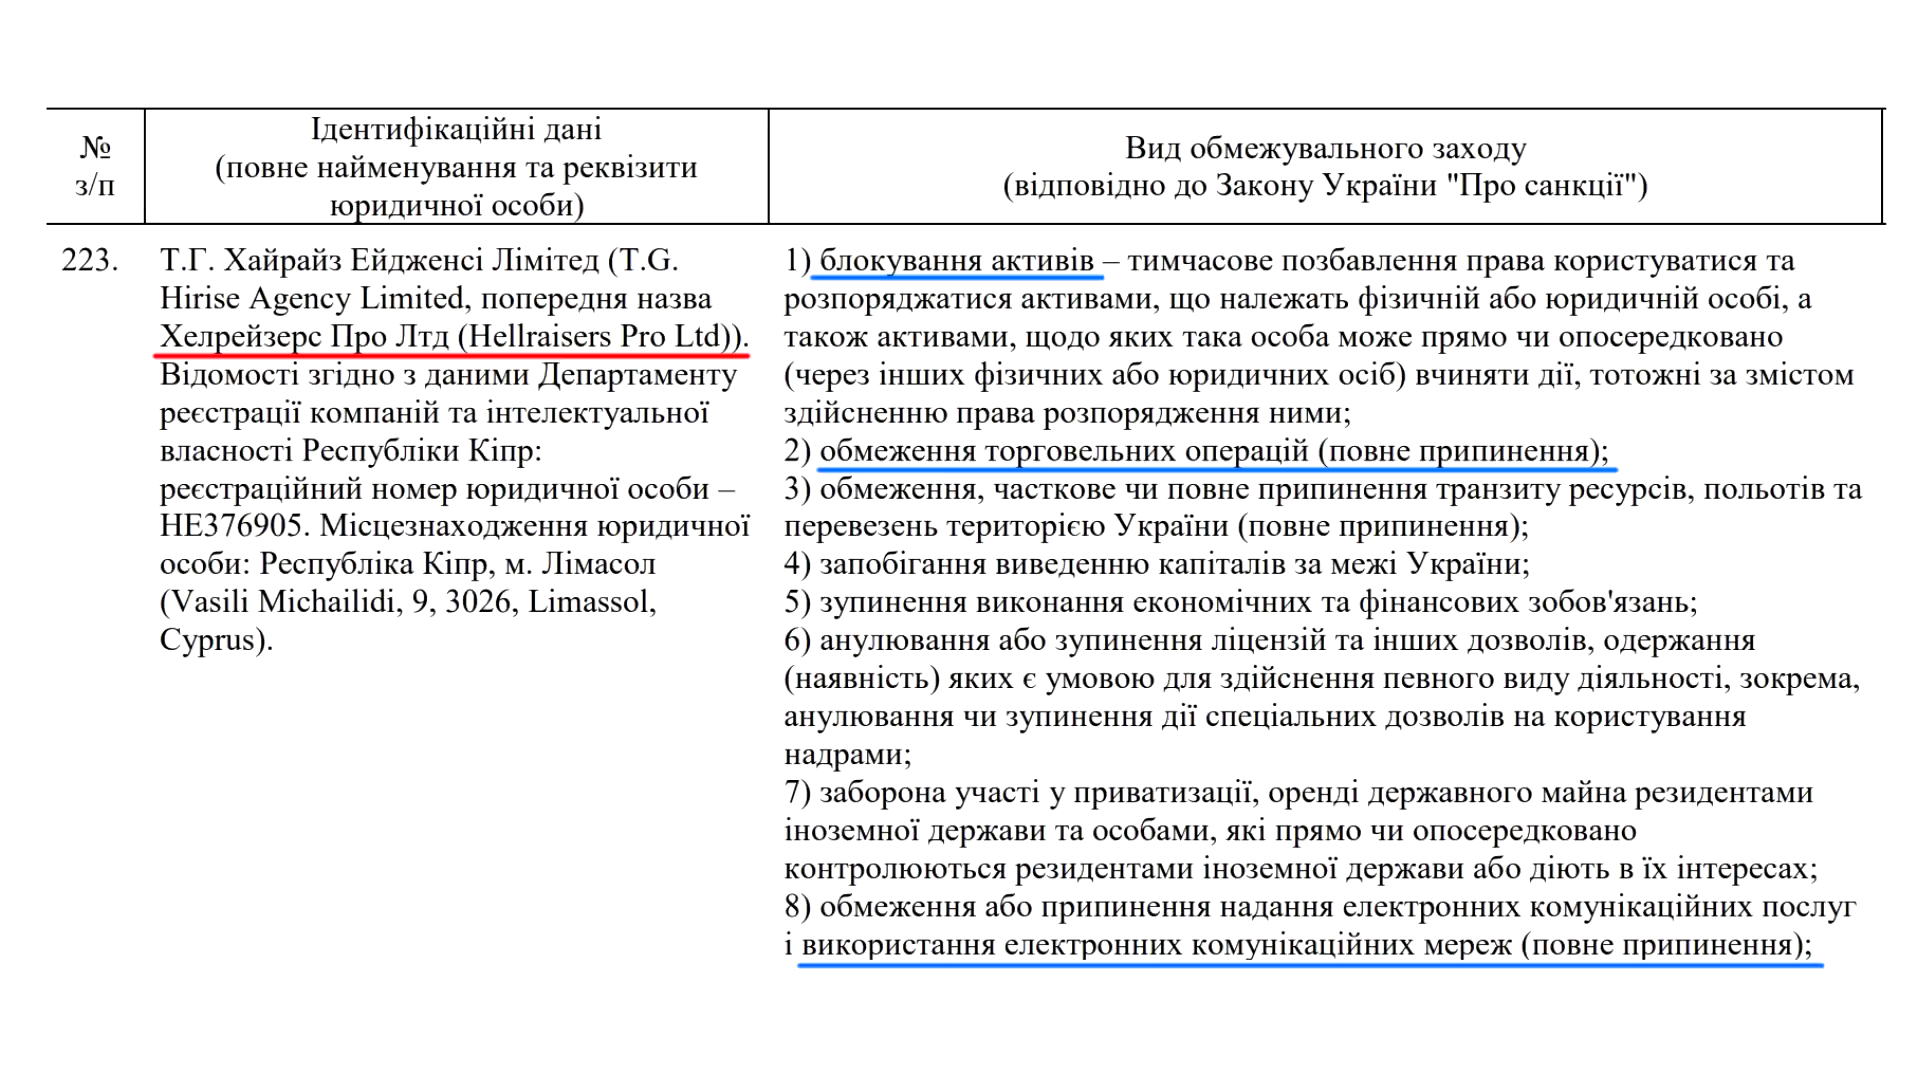 №
з/п
Ідентифікаційні дані
(повне найменування та реквізити
юридичної особи)
Вид обмежувального заходу
(відповідно до Закону України "Про санкції")
223.
Т.Г. Хайрайз Ейдженсі Лімітед (T.G.
Hirise Agency Limited, попередня назва
Хелрейзерс Про Лтд (Hellraisers Pro Ltd)).
Відомості згідно з даними Департаменту
реєстрації компаній та інтелектуальної
власності Республіки Кіпр:
реєстраційний номер юридичної особи –
HE376905. Місцезнаходження юридичної
особи: Республіка Кіпр, м. Лімасол
(Vasili Michailidi, 9, 3026, Limassol,
Cyprus).
1) блокування активів – тимчасове позбавлення права користуватися та
розпоряджатися активами, що належать фізичній або юридичній особі, а
також активами, щодо яких така особа може прямо чи опосередковано
(через інших фізичних або юридичних осіб) вчиняти дії, тотожні за змістом
здійсненню права розпорядження ними;
2) обмеження торговельних операцій (повне припинення);
3) обмеження, часткове чи повне припинення транзиту ресурсів, польотів та
перевезень територією України (повне припинення);
4) запобігання виведенню капіталів за межі України;
5) зупинення виконання економічних та фінансових зобов'язань;
6) анулювання або зупинення ліцензій та інших дозволів, одержання
(наявність) яких є умовою для здійснення певного виду діяльності, зокрема,
анулювання чи зупинення дії спеціальних дозволів на користування
надрами;
7) заборона участі у приватизації, оренді державного майна резидентами
іноземної держави та особами, які прямо чи опосередковано
контролюються резидентами іноземної держави або діють в їх інтересах;
8) обмеження або припинення надання електронних комунікаційних послуг
і використання електронних комунікаційних мереж (повне припинення);